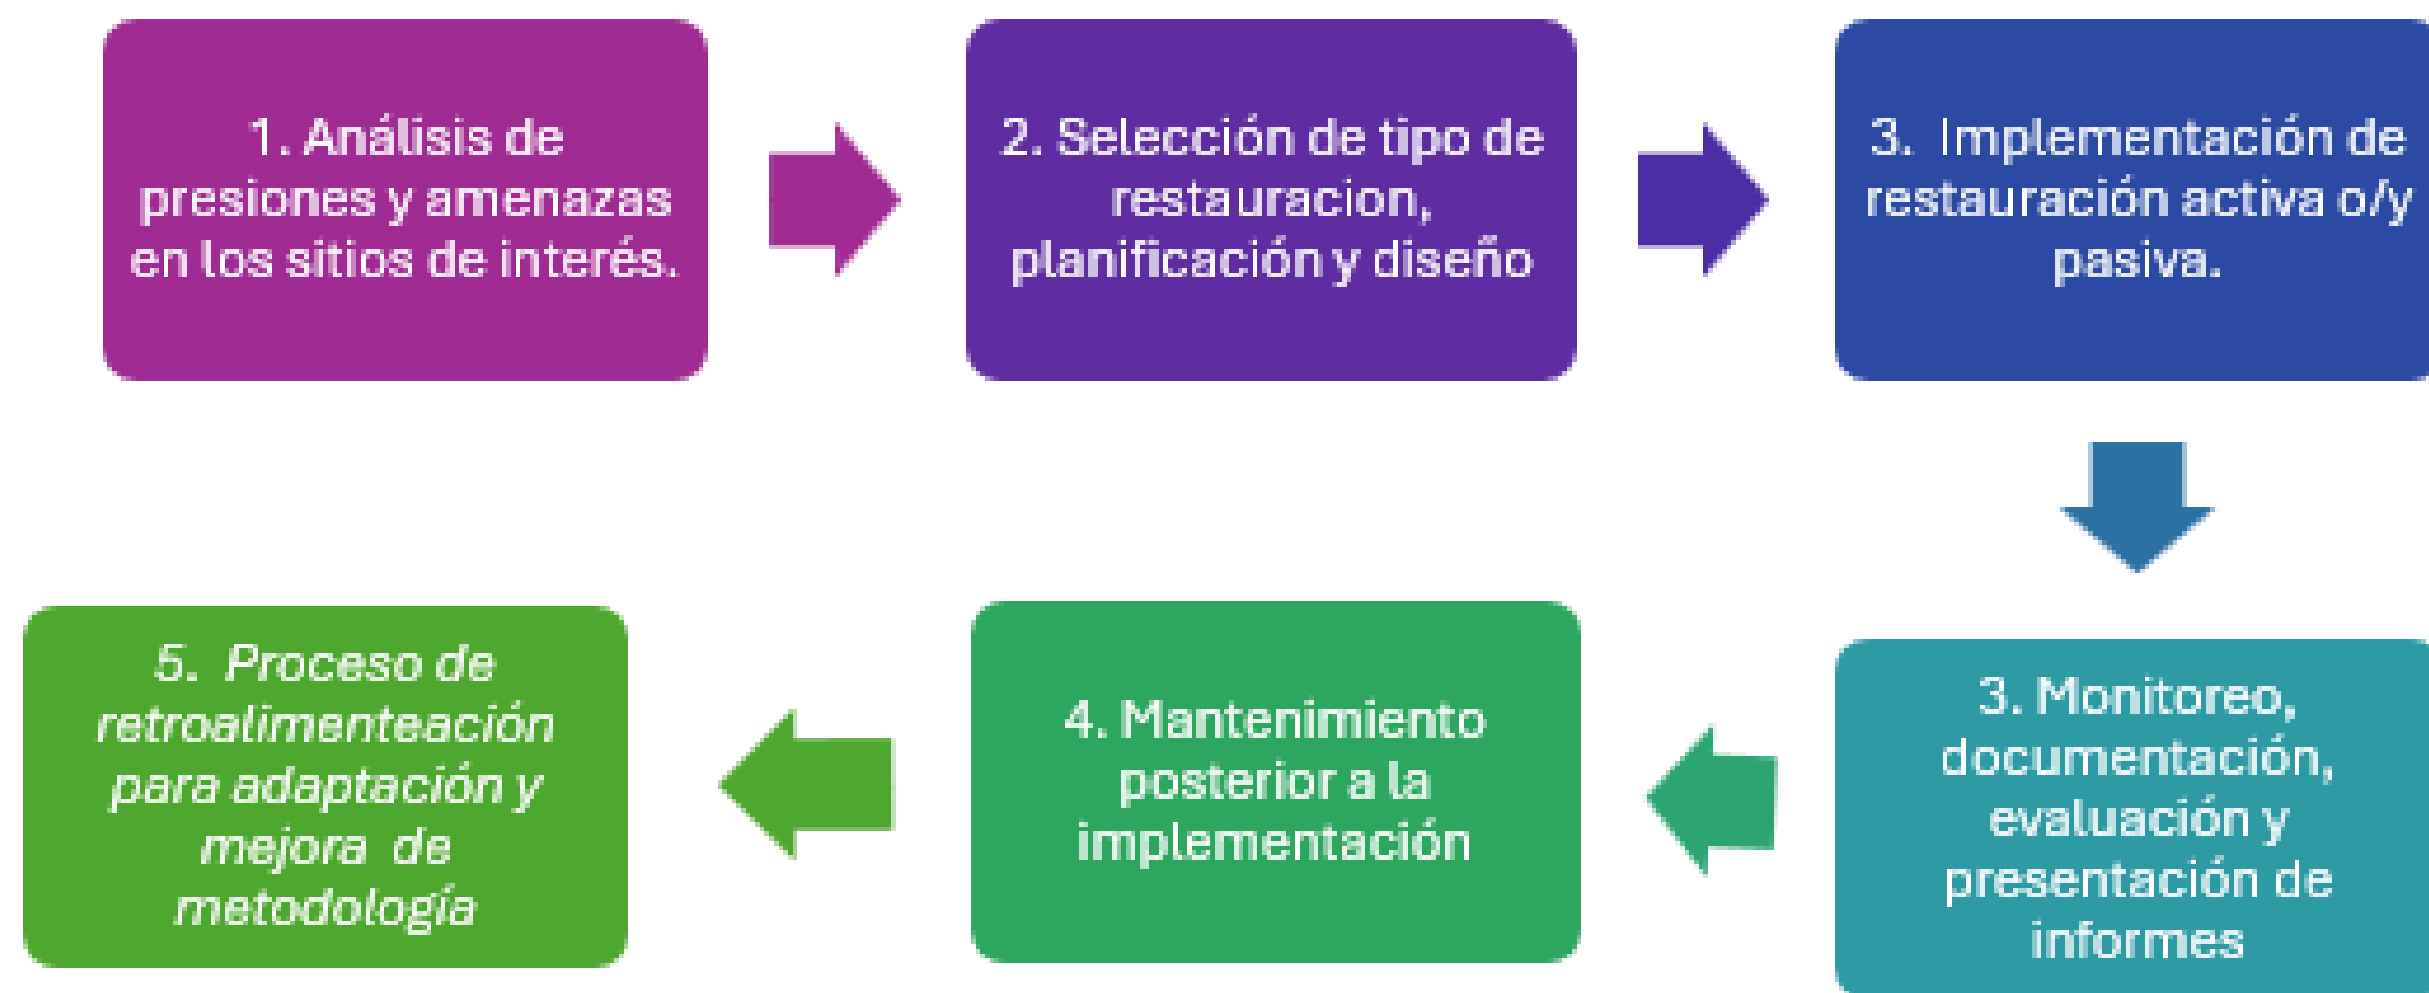 1. Análisis de
presiones y amenazas
en los sitios de interés.
2. Selección de tipo de
restauracion,
planificación y diseño
3. Implementación de
restauración activa o/y
pasiva.
3. Monitoreo,
documentación,
evaluación y
presentación de
informes
4. Mantenimiento
posterior a la
implementación
5. Proceso de
retroalimenteación
para adaptación y
mejora de
metodología